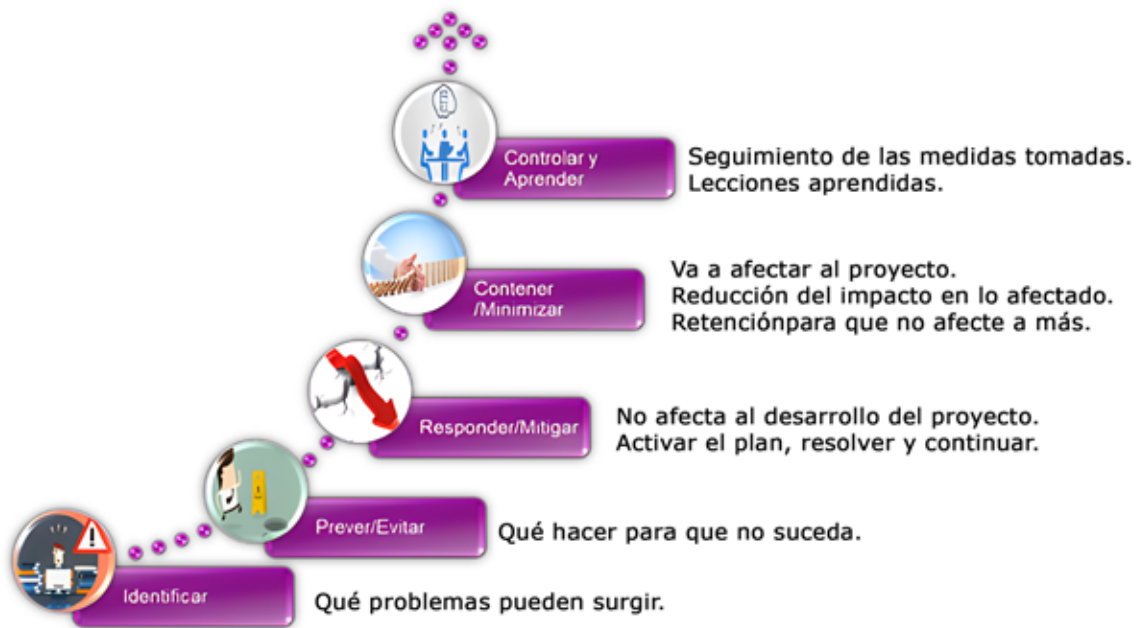 Controlar y
Aprender
Seguimiento de las medidas tomadas.
Lecciones aprendidas.
Contener
/Minimizar
Va a afectar al proyecto.
Reducción del impacto en lo afectado.
Retenciónpara que no afecte a más.
Responder/Mitigar
No afecta al desarrollo del proyecto.
Activar el plan, resolver y continuar.
Prever/Evitar
Qué hacer para que no suceda.
Identificar
Qué problemas pueden surgir.